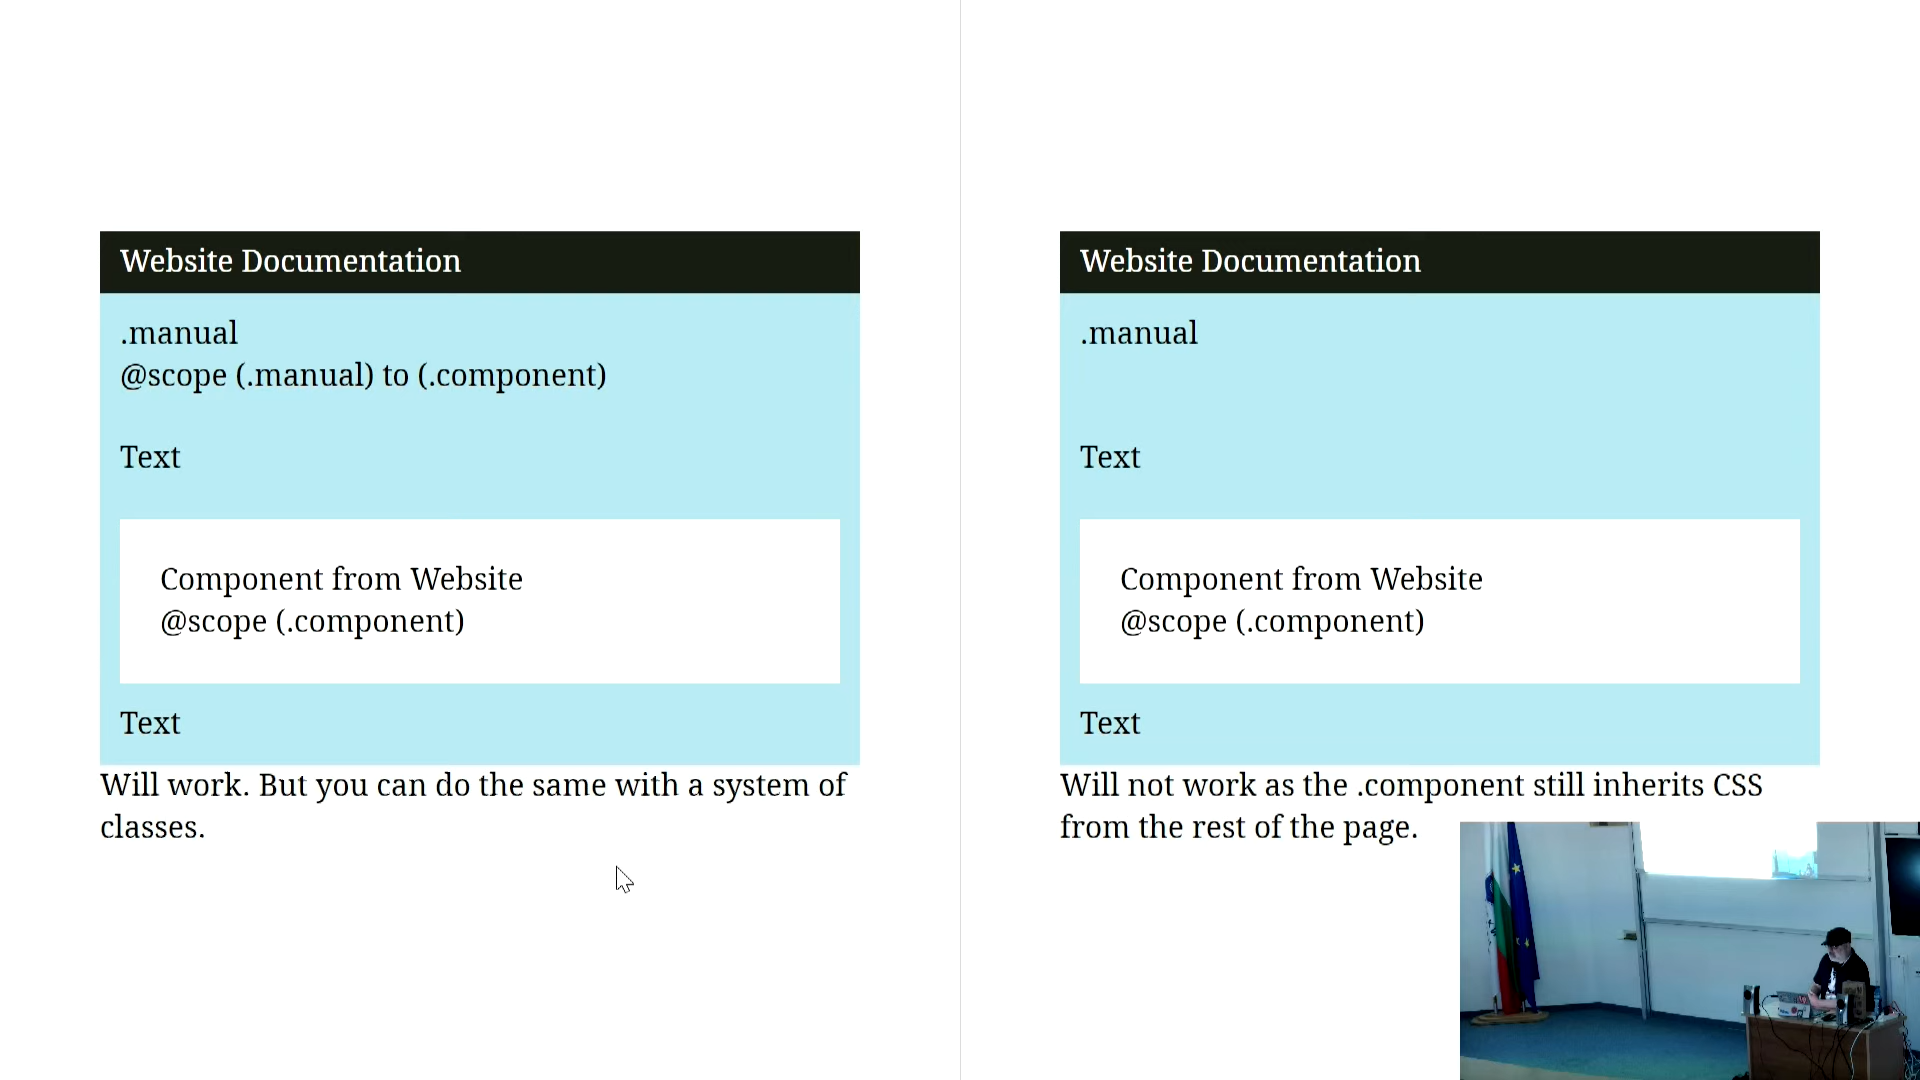 Website Documentation
.manual
@scope (.manual) to (.component)
Text
Component from Website
@scope (.component)
Text
Will work. But you can do the same with a system of
classes.
Website Documentation
.manual
Text
Component from Website
@scope (.component)
Text
Will not work as the .component still inherits CSS
from the rest of the page.